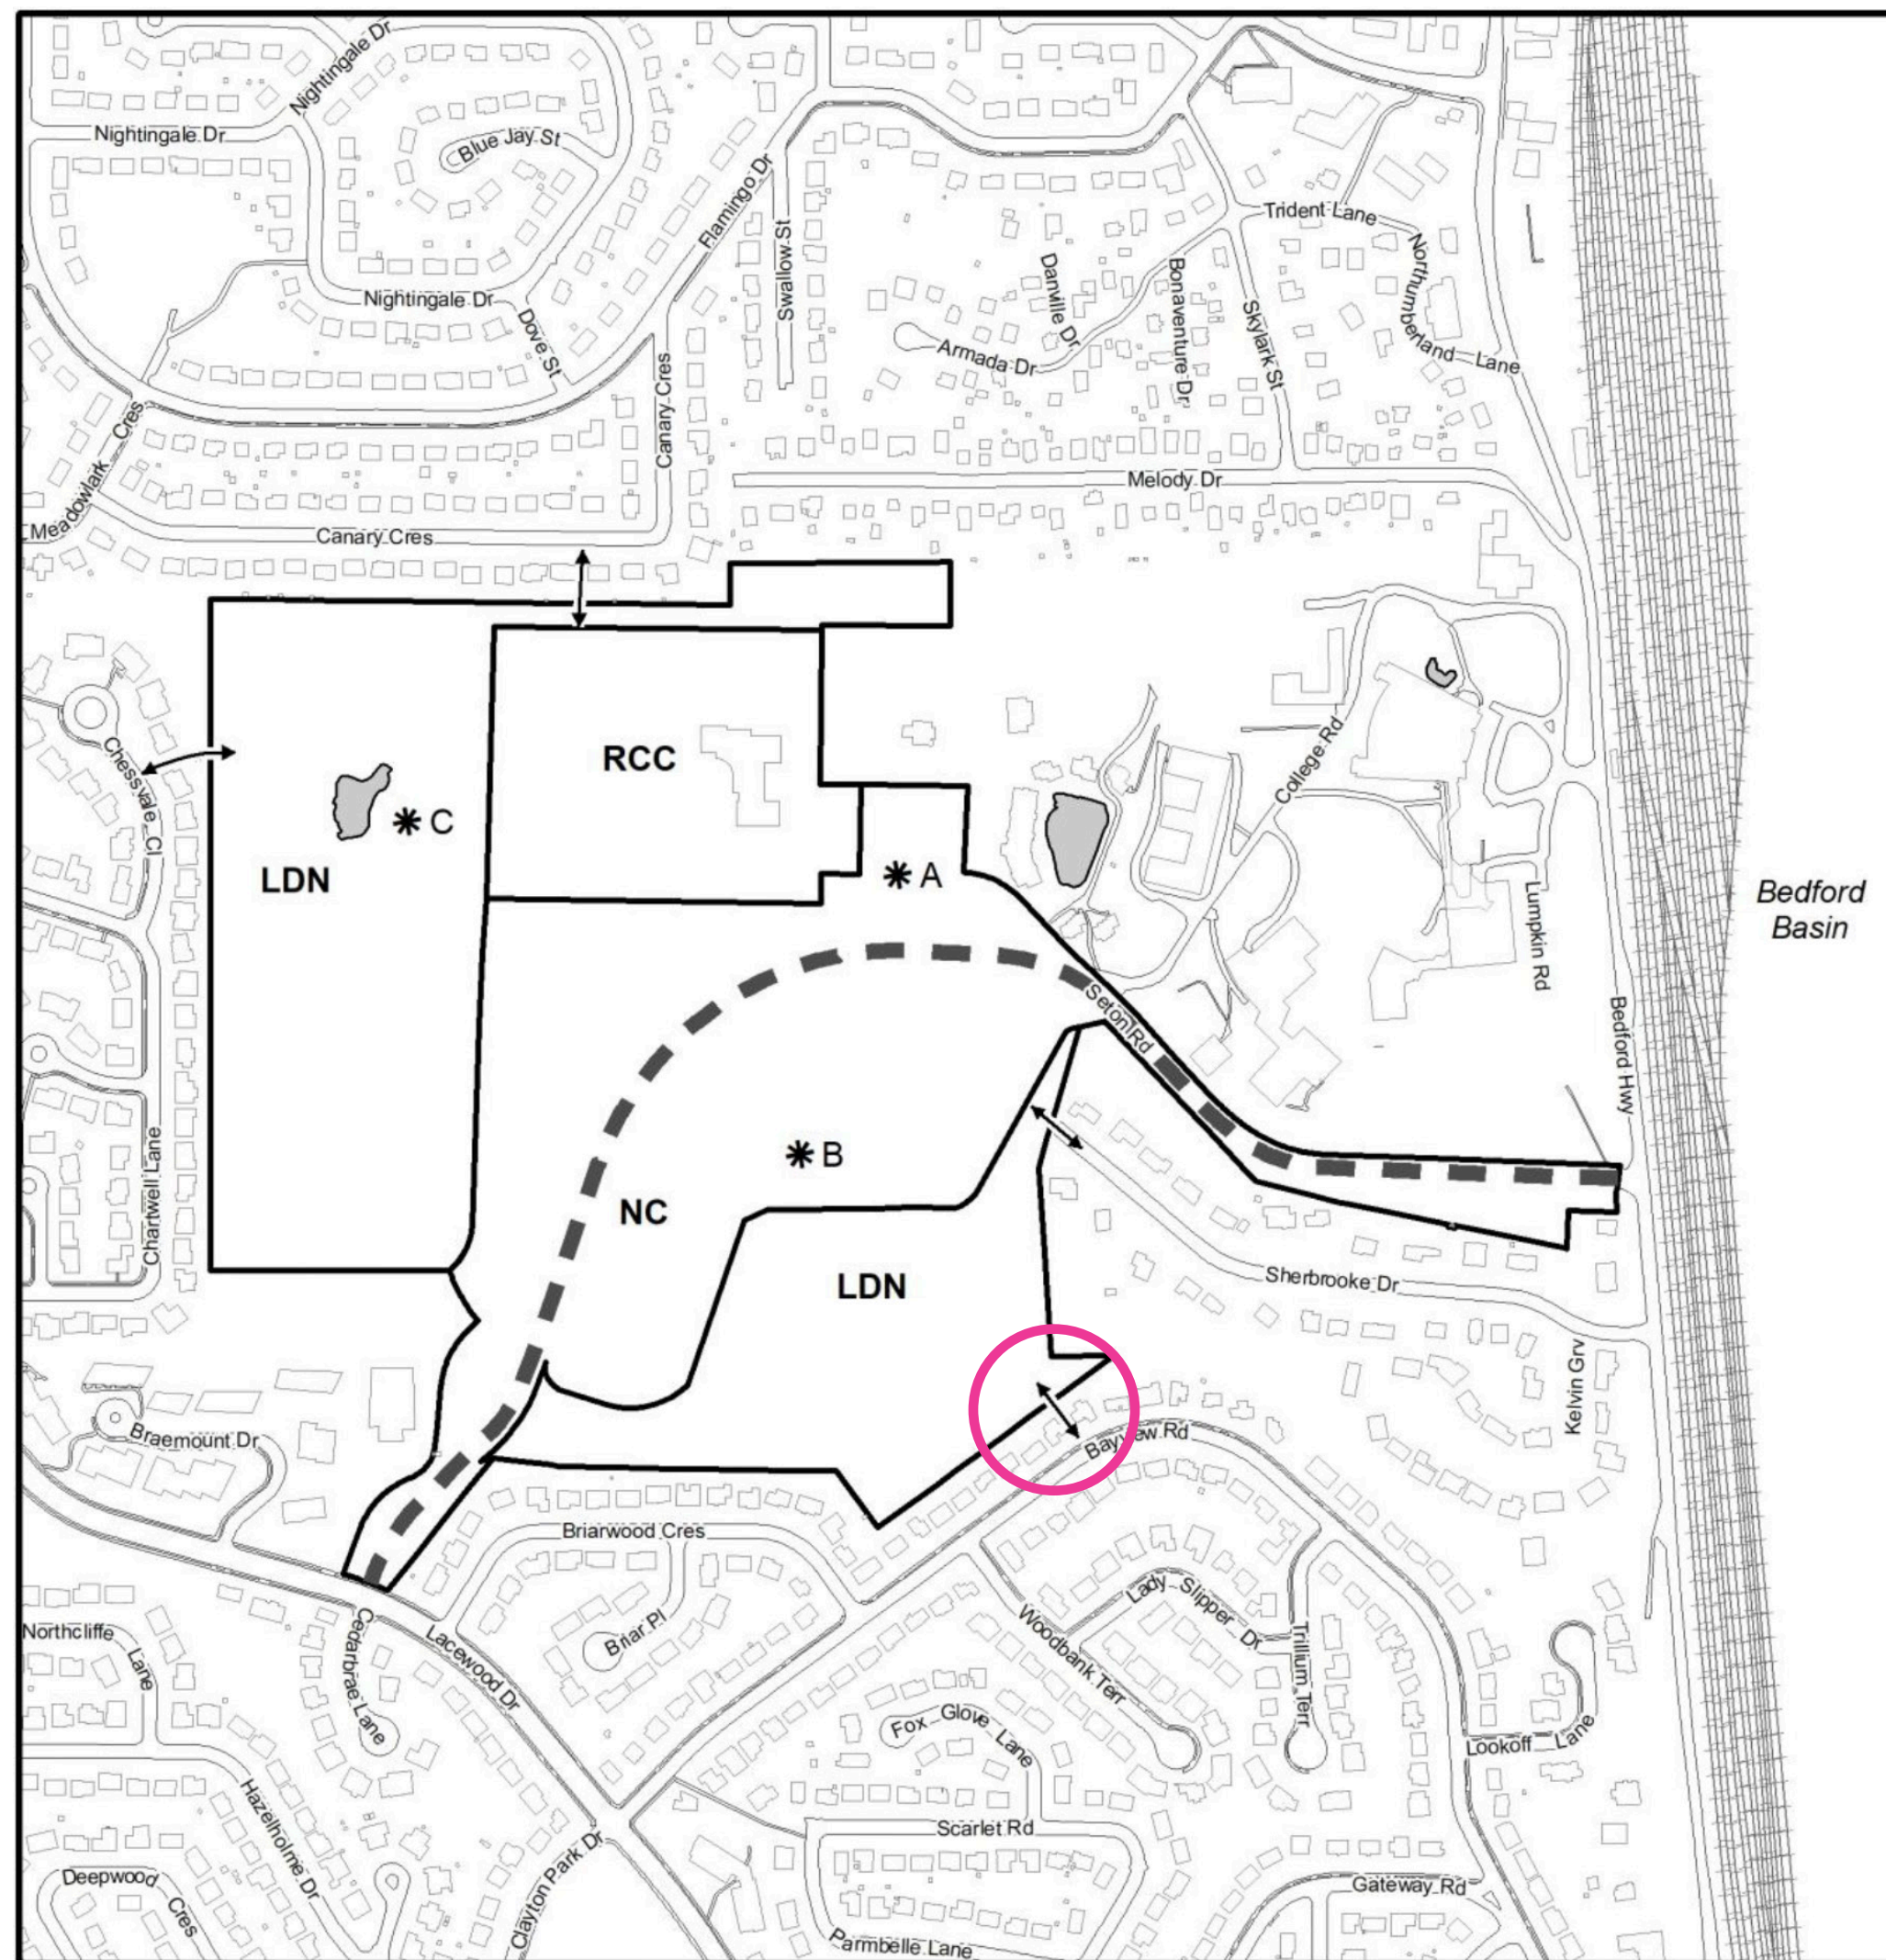 Nightingale Dr
Nightingale Dr
Blue Jay St
Flamingo Dr
Swallow St
Trident Lane
Northumberland Lane
Nightingale Dr
Dove St
Danville Dr
Bonaventure Dr
Skylark St
Armada Dr
Canary Cres
Meadowlark Cres
Melody Dr
Canary Cres
RCC
College Rd
Chessvale Cl
C
A
LDN
Lumpkin Rd
Bedford
Basin
Seton Rd
Bedford Hwy
B
Chartwell Lane
NC
LDN
Sherbrooke Dr
Kelvin Grv
Braemount Dr
Bayview Rd
Briarwood Cres
Briar Pl
Lady Slipper Dr
Woodbank Terr
Trillium Terr
Northcliffe
Lane
Cedarbrae Lane
Lacewood Dr
Fox Glove Lane
Lookoff Lane
Hazelholme Dr
Scarlet Rd
Clayton Park Dr
Deepwood
Cres
Gateway Rd
Parmbelle Lane